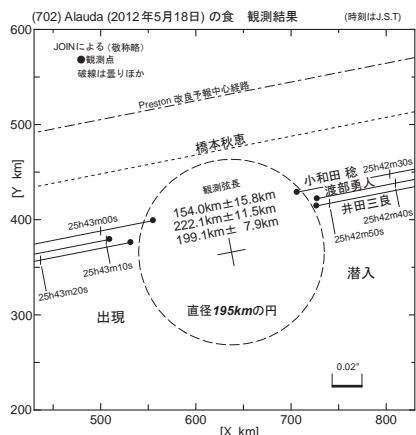 (702) Alauda (2012年5月18日) の食　観測結果
(時刻はJ.S.T)
600
JOINによる (敬称略)
●観測点
破線は曇りほか
Preston 改良予報中心経路
500
橋本秋恵
観測弦長
小和田 稔
25h42m30s
154.0km±15.8km
渡部勇人
222.1km±11.5km
井田三良
400
199.1km± 7.9km
25h43m00s
25h42m40s
25h42m50s
25h43m10s
25h43m20s
潜入
出現
直径195kmの円
300
0.02"
200
[Y km]
500
600
700
800
[X km]